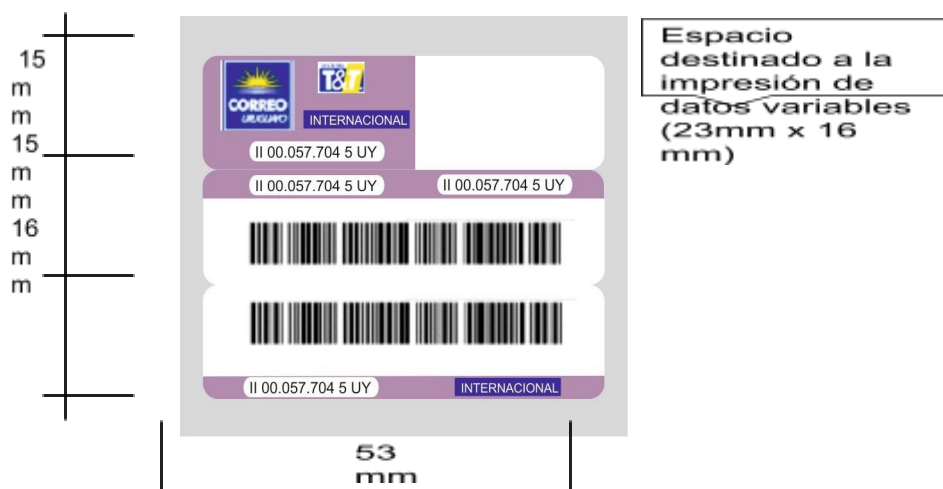 15
m
m
15
m
m
16
m
m
CORREO
URUGUAYO
T&T
INTERNACIONAL
II 00.057.704 5 UY
II 00.057.704 5 UY
II 00.057.704 5 UY
II 00.057.704 5 UY
INTERNACIONAL
53
mm
Espacio
destinado a la
impresión de
datos variables
(23mm x 16
mm)